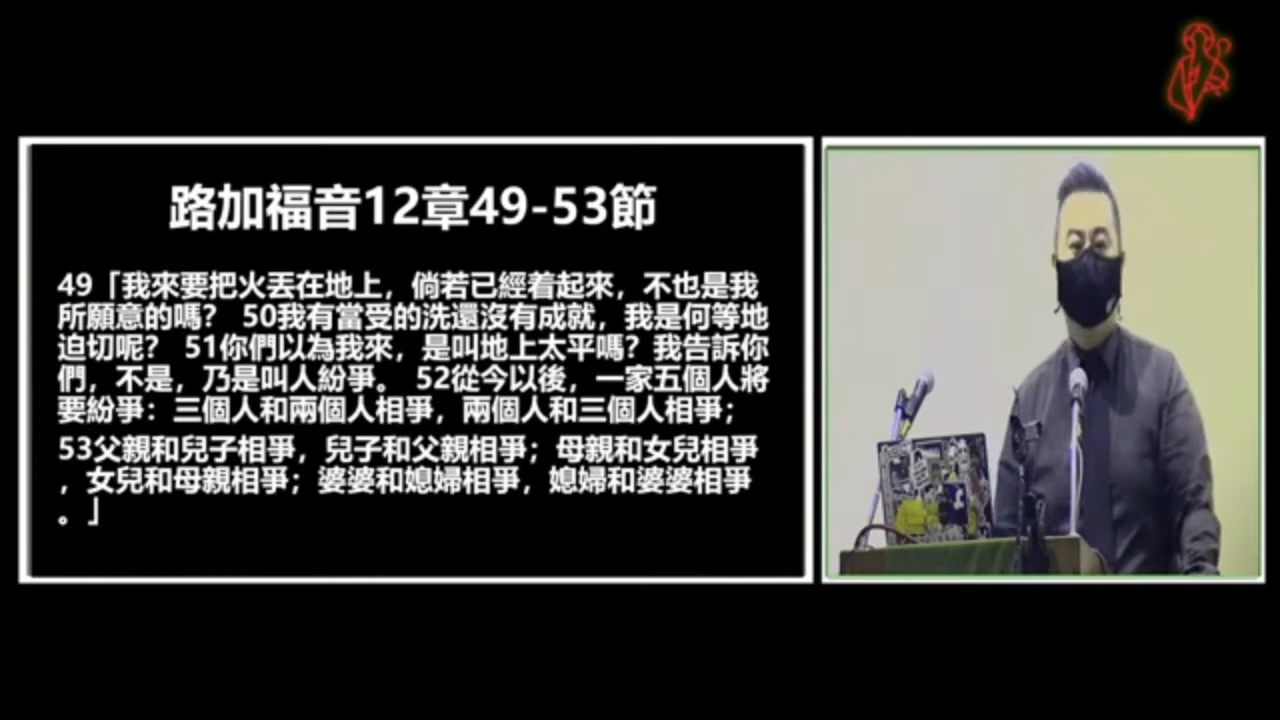 路加福音12章49-53節
49「我來要把火丟在地上，倘若已經着起來，不也是我
所願意的嗎？ 50我有當受的洗還沒有成就，我是何等地
迫切呢？ 51你們以為我來，是叫地上太平嗎？我告訴你
們，不是，乃是叫人紛爭。 52從今以後，一家五個人將
要紛爭：三個人和兩個人相爭，兩個人和三個人相爭；
53父親和兒子相爭，兒子和父親相爭；母親和女兒相爭
，女兒和母親相爭；婆婆和媳婦相爭，媳婦和婆婆相爭
。」